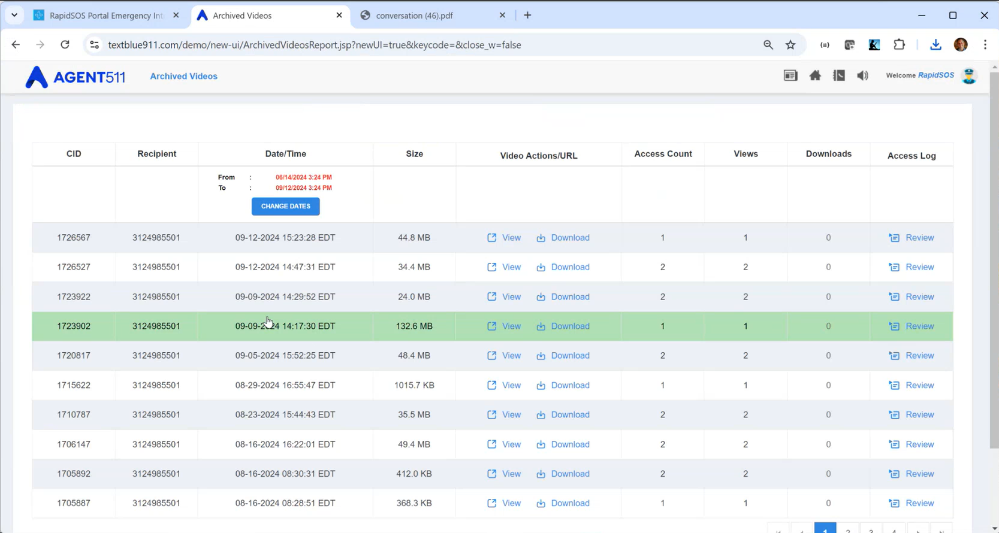 RapidSOS Portal Emergency Int
Archived Videos
conversation (46).pdf
textblue911.com/demo/new-ui/ArchivedVideosReport.jsp?newUI=true&keycode=&close_w=false
AGENT511
Archived Videos
Welcome RapidSOS
CID Recipient Date/Time Size Video Actions/URL Access Count Views Downloads Access Log
From : 06/14/2024 3:24 PM
To : 09/12/2024 3:24 PM
CHANGE DATES
1726567 3124985501 09-12-2024 15:23:28 EDT 44.8 MB View Download 1 1 0 Review
1726527 3124985501 09-12-2024 14:47:31 EDT 34.4 MB View Download 2 2 0 Review
1723922 3124985501 09-09-2024 14:29:52 EDT 24.0 MB View Download 2 2 0 Review
1723902 3124985501 09-09-2024 14:17:30 EDT 132.6 MB View Download 1 1 0 Review
1720817 3124985501 09-05-2024 15:52:25 EDT 48.4 MB View Download 2 2 0 Review
1715622 3124985501 08-29-2024 16:55:47 EDT 1015.7 KB View Download 1 1 0 Review
1710787 3124985501 08-23-2024 15:44:43 EDT 35.5 MB View Download 2 2 0 Review
1706147 3124985501 08-16-2024 16:22:01 EDT 49.4 MB View Download 2 2 0 Review
1705892 3124985501 08-16-2024 08:30:31 EDT 412.0 KB View Download 2 2 0 Review
1705887 3124985501 08-16-2024 08:28:51 EDT 368.3 KB View Download 1 1 0 Review
1 2 3 4